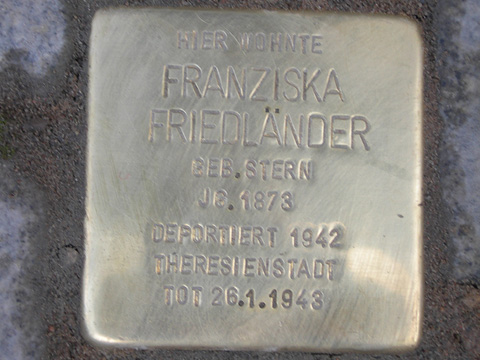 HIER WOHNTE
FRANZISKA
FRIEDLÄNDER
GEB. STERN
JG. 1873
DEPORTIERT 1942
THERESIENSTADT
TOT 26.1.1943